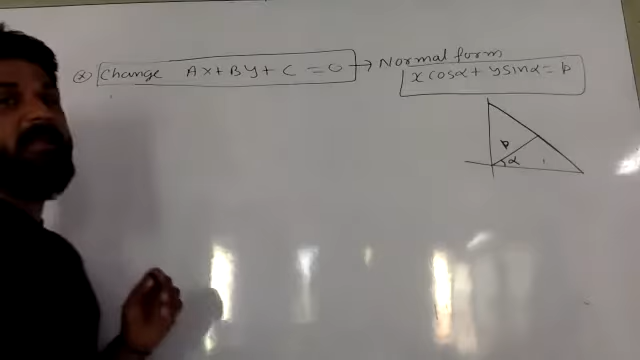 ⊗ Change Ax + By + C = 0 → Normal form
x cosα + y sinα = p
p
α